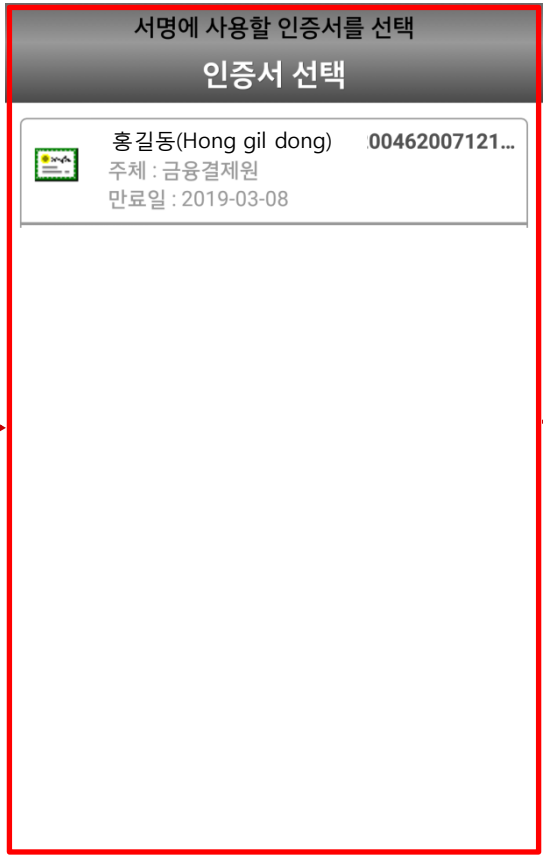 서명에 사용할 인증서를 선택
인증서 선택
홍길동(Hong gil dong) 00462007121...
주체 : 금융결제원
만료일 : 2019-03-08